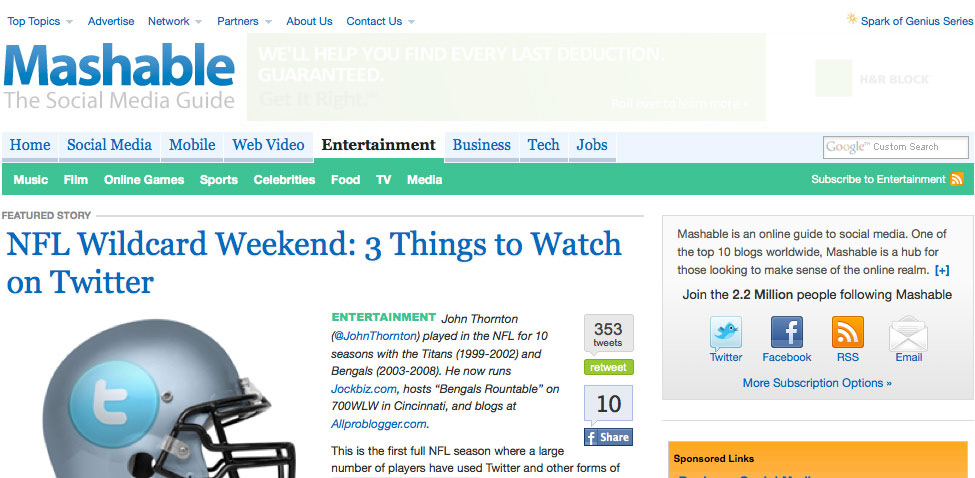 Top Topics Advertise Network Partners About Us Contact Us
Spark of Genius Series
Mashable
The Social Media Guide
WE'LL HELP YOU FIND EVERY LAST DEDUCTION.
GUARANTEED.
Get It Right.™
Roll over to learn more »
H&R BLOCK
Home Social Media Mobile Web Video Entertainment Business Tech Jobs
Google™ Custom Search
Music Film Online Games Sports Celebrities Food TV Media
Subscribe to Entertainment
FEATURED STORY
NFL Wildcard Weekend: 3 Things to Watch
on Twitter
ENTERTAINMENT John Thornton
(@JohnThornton) played in the NFL for 10
seasons with the Titans (1999-2002) and
Bengals (2003-2008). He now runs
Jockbiz.com, hosts "Bengals Rountable" on
700WLW in Cincinnati, and blogs at
Allproblogger.com.
This is the first full NFL season where a large
number of players have used Twitter and other forms of
353
tweets
retweet
10
f Share
t
Mashable is an online guide to social media. One of
the top 10 blogs worldwide, Mashable is a hub for
those looking to make sense of the online realm. [+]
Join the 2.2 Million people following Mashable
Twitter Facebook RSS Email
More Subscription Options »
Sponsored Links